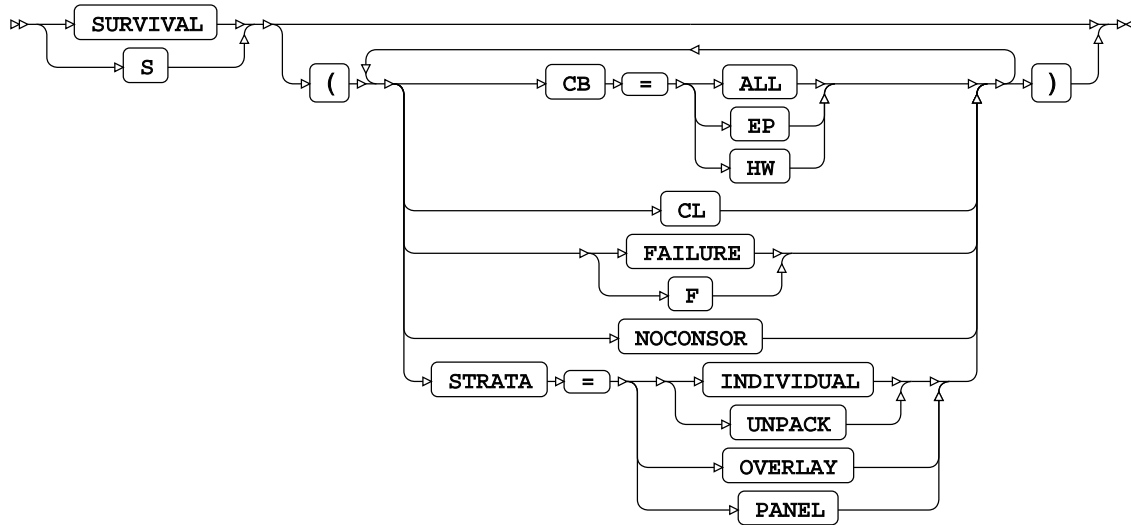 SURVIVAL
S
( CB = ALL )
EP
HW
CL
FAILURE
F
NOCONSOR
STRATA = INDIVIDUAL
UNPACK
OVERLAY
PANEL